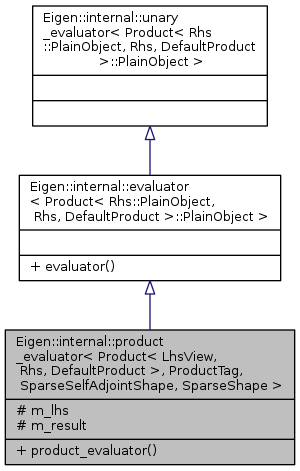 Eigen::internal::unary
_evaluator< Product< Rhs
::PlainObject, Rhs, DefaultProduct
>::PlainObject >
Eigen::internal::evaluator
< Product< Rhs::PlainObject,
Rhs, DefaultProduct >::PlainObject >
+ evaluator()
Eigen::internal::product
_evaluator< Product< LhsView,
Rhs, DefaultProduct >, ProductTag,
SparseSelfAdjointShape, SparseShape >
# m_lhs
# m_result
+ product_evaluator()